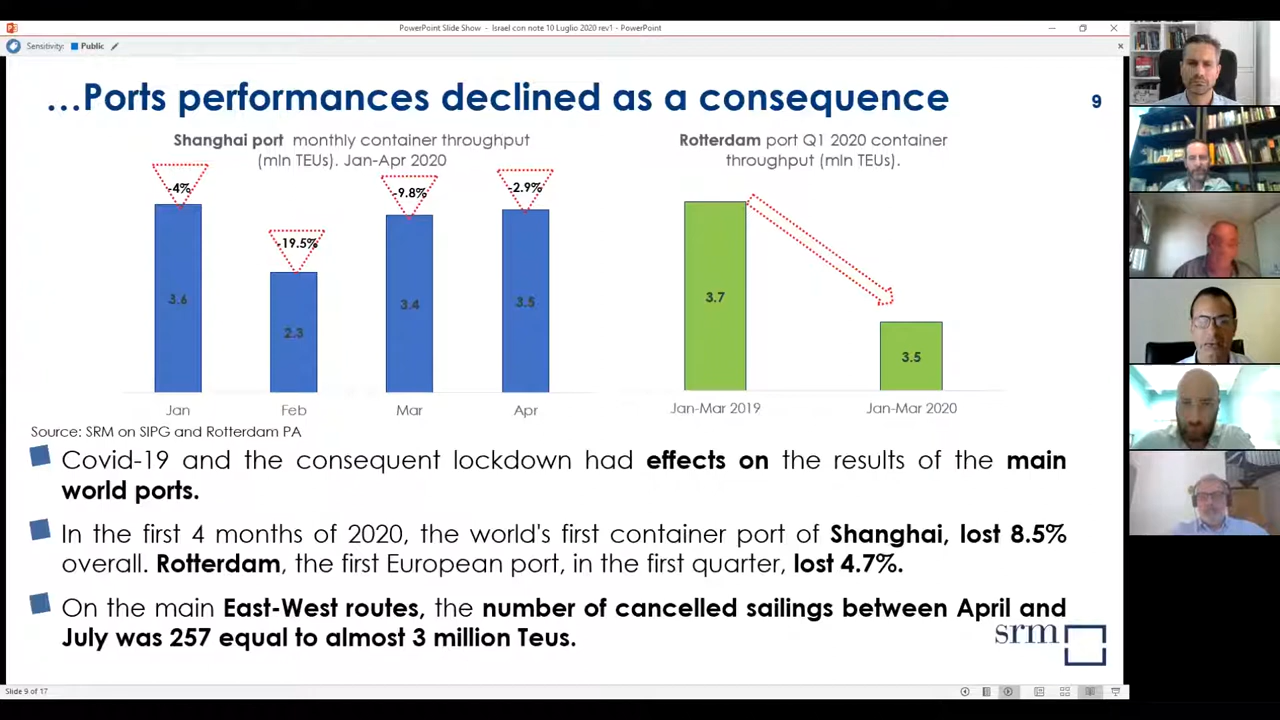 PowerPoint Slide Show - Israel con note 10 Luglio 2020 rev1 - PowerPoint
Sensitivity: Public
…Ports performances declined as a consequence
9
Shanghai port monthly container throughput
(mln TEUs). Jan-Apr 2020
-4%
-19.5%
-9.8%
-2.9%
3.6
2.3
3.4
3.5
Jan
Feb
Mar
Apr
Rotterdam port Q1 2020 container
throughput (mln TEUs).
3.7
3.5
Jan-Mar 2019
Jan-Mar 2020
Source: SRM on SIPG and Rotterdam PA
Covid-19 and the consequent lockdown had effects on the results of the main
world ports.
In the first 4 months of 2020, the world's first container port of Shanghai, lost 8.5%
overall. Rotterdam, the first European port, in the first quarter, lost 4.7%.
On the main East-West routes, the number of cancelled sailings between April and
July was 257 equal to almost 3 million Teus.
srm
Slide 9 of 17